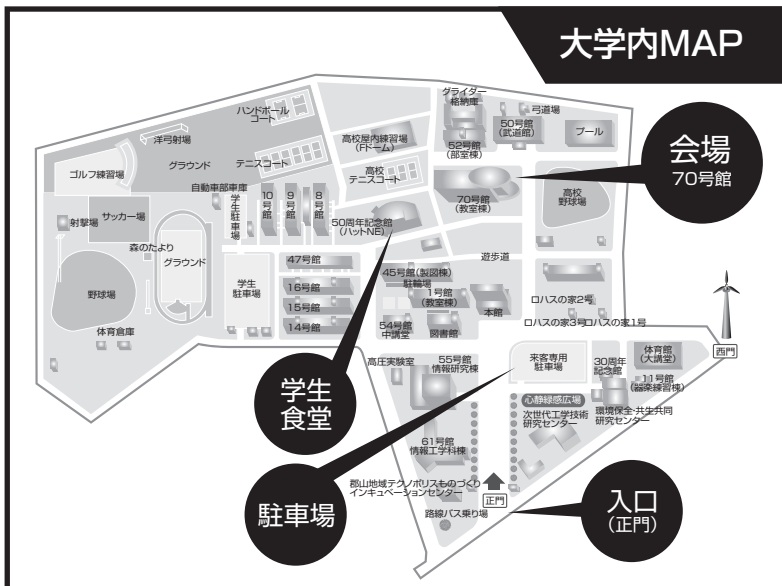 大学内MAP
ハンドボール
コート
洋弓射場
グラウンド
テニスコート
ゴルフ練習場
自動車部車庫
グライダー
格納庫
弓道場
50号館
(武道館)
プール
52号館
(部室棟)
高校屋内練習場
(Fドーム)
高校
テニスコート
会場
70号館
70号館
(教室棟)
高校
野球場
学生駐車場
10号館
9号館
8号館
50周年記念館
(ハットNE)
射撃場
サッカー場
森のたより
グラウンド
野球場
体育倉庫
学生
駐車場
47号館
16号館
15号館
14号館
遊歩道
45号館(製図棟)
駐輪場
1号館
(教室棟)
本館
54号館
中講堂
図書館
ロハスの家2号
ロハスの家3号
ロハスの家1号
西門
来客専用
駐車場
30周年
記念館
体育館
(大講堂)
11号館
(器楽練習棟)
高圧実験室
55号館
情報研究棟
心静緑感広場
次世代工学技術
研究センター
環境保全・共生共同
研究センター
学生
食堂
61号館
情報工学科棟
駐車場
郡山地域テクノポリスものづくり
インキュベーションセンター
正門
路線バス乗り場
入口
(正門)